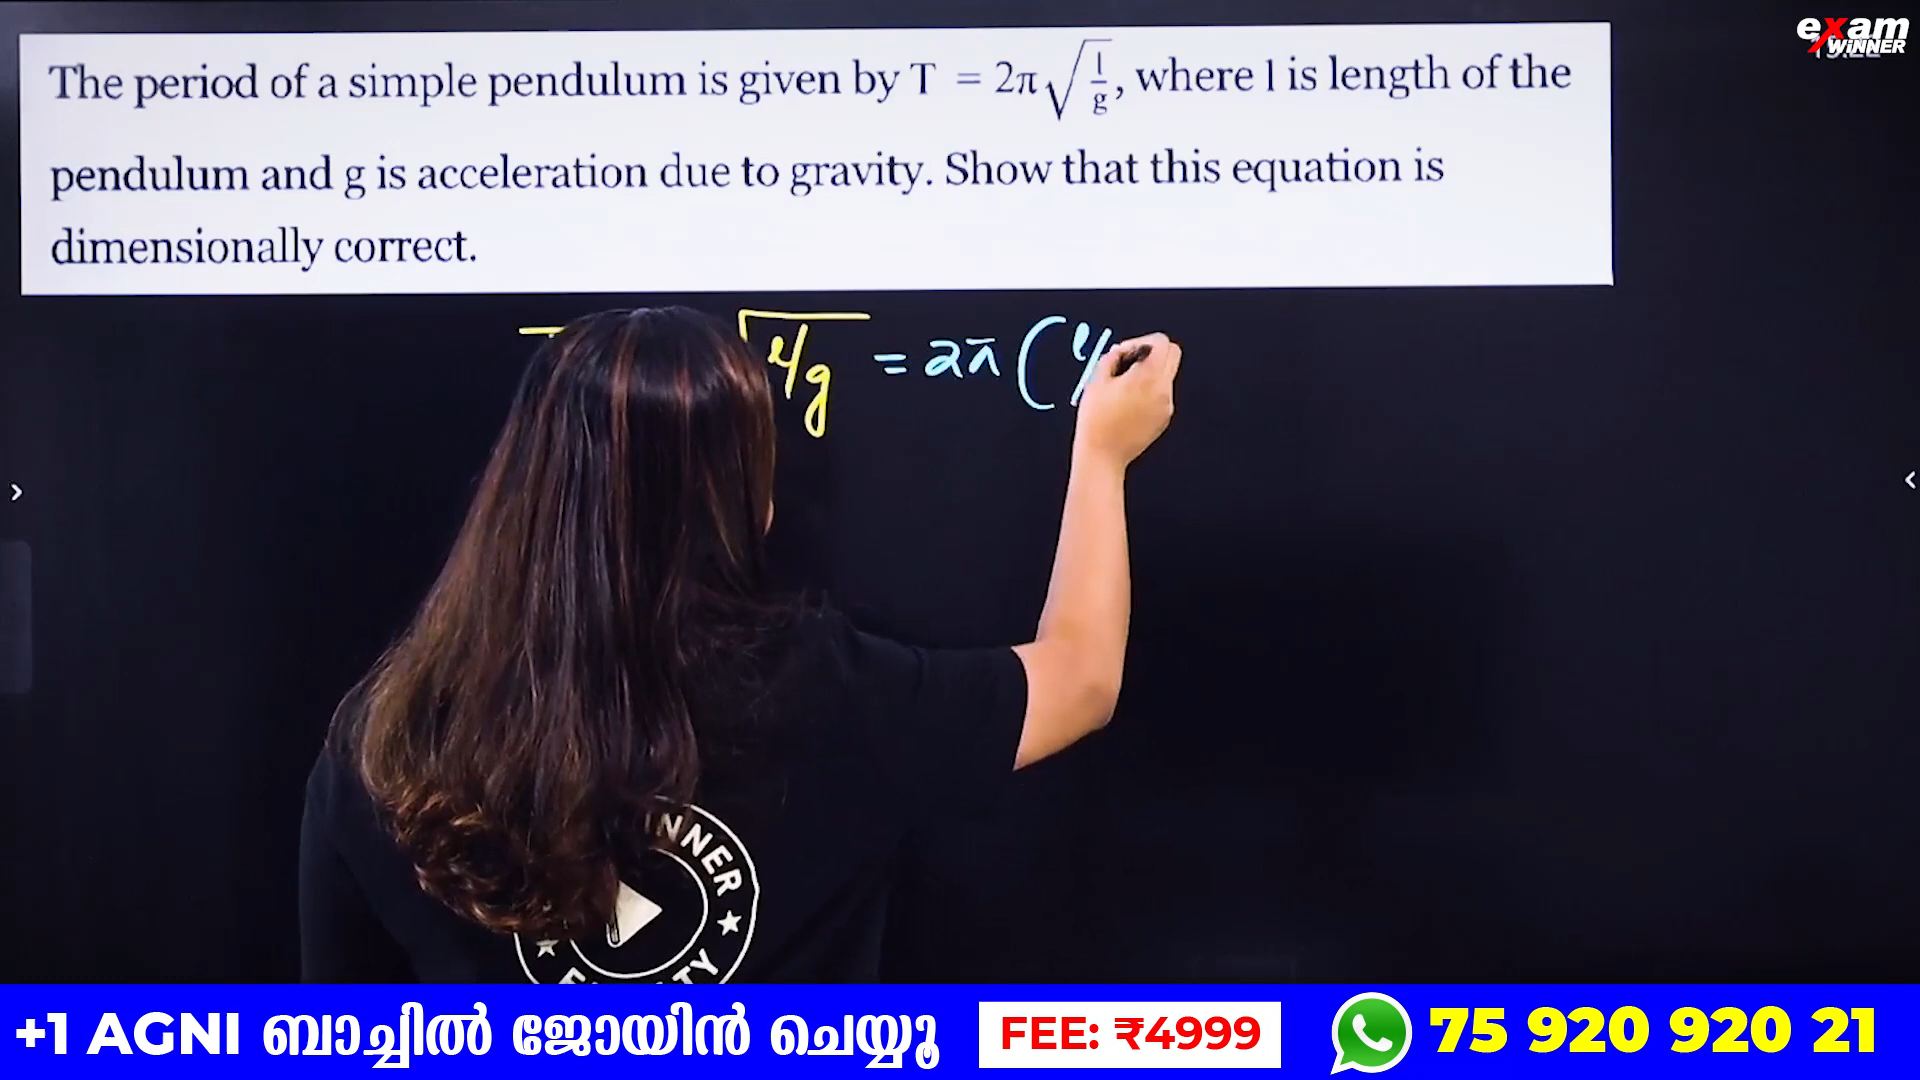 exam
WINNER
The period of a simple pendulum is given by T = 2π√(l/g), where l is length of the
pendulum and g is acceleration due to gravity. Show that this equation is
dimensionally correct.
√l/g = 2π (l/
INNER
+1 AGNI ബാച്ചിൽ ജോയിൻ ചെയ്യൂ
FEE: ₹4999
75 920 920 21